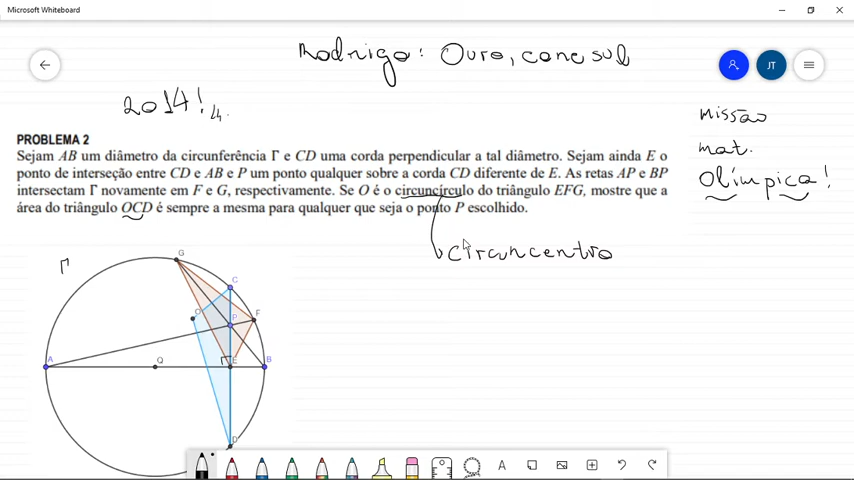 Microsoft Whiteboard
Rodrigo: Ouro, cone sul
2014!
JT
Missão
mat.
Olímpica!
PROBLEMA 2
Sejam AB um diâmetro da circunferência Γ e CD uma corda perpendicular a tal diâmetro. Sejam ainda E o
ponto de interseção entre CD e AB e P um ponto qualquer sobre a corda CD diferente de E. As retas AP e BP
intersectam Γ novamente em F e G, respectivamente. Se O é o circuncírculo do triângulo EFG, mostre que a
área do triângulo OCD é sempre a mesma para qualquer que seja o ponto P escolhido.
circuncentro
Γ
G
C
O
P
F
A
Q
E
B
D
A